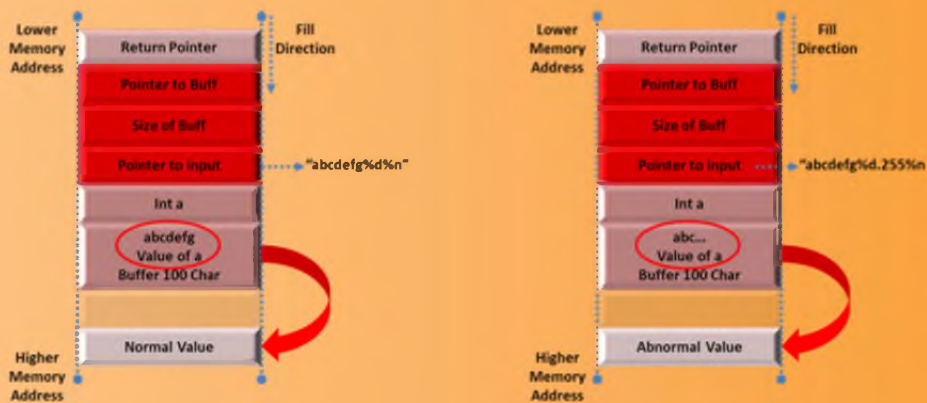 Lower
Memory
Address
Return Pointer
Fill
Direction
Pointer to Buff
Size of Buff
Pointer to input
"abcdefg%d%n"
Int a
abcdefg
Value of a
Buffer 100 Char
Normal Value
Higher
Memory
Address
Lower
Memory
Address
Return Pointer
Fill
Direction
Pointer to Buff
Size of Buff
Pointer to input
"abcdefg%d.255%n
Int a
abc...
Value of a
Buffer 100 Char
Abnormal Value
Higher
Memory
Address